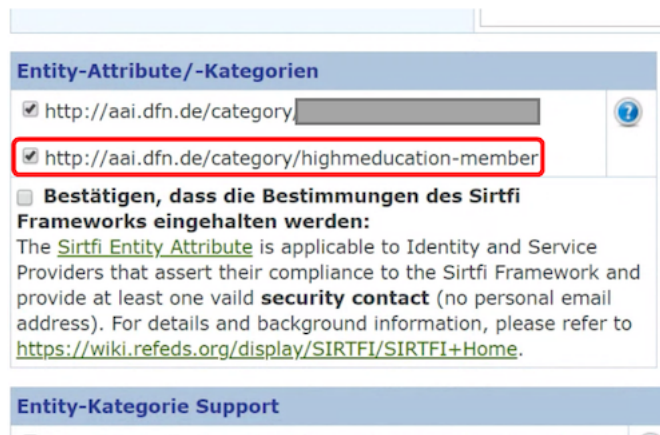 Entity-Attribute/-Kategorien
http://aai.dfn.de/category/
http://aai.dfn.de/category/highmeducation-member
Bestätigen, dass die Bestimmungen des Sirtfi
Frameworks eingehalten werden:
The Sirtfi Entity Attribute is applicable to Identity and Service
Providers that assert their compliance to the Sirtfi Framework and
provide at least one vaild security contact (no personal email
address). For details and background information, please refer to
https://wiki.refeds.org/display/SIRTFI/SIRTFI+Home.
Entity-Kategorie Support